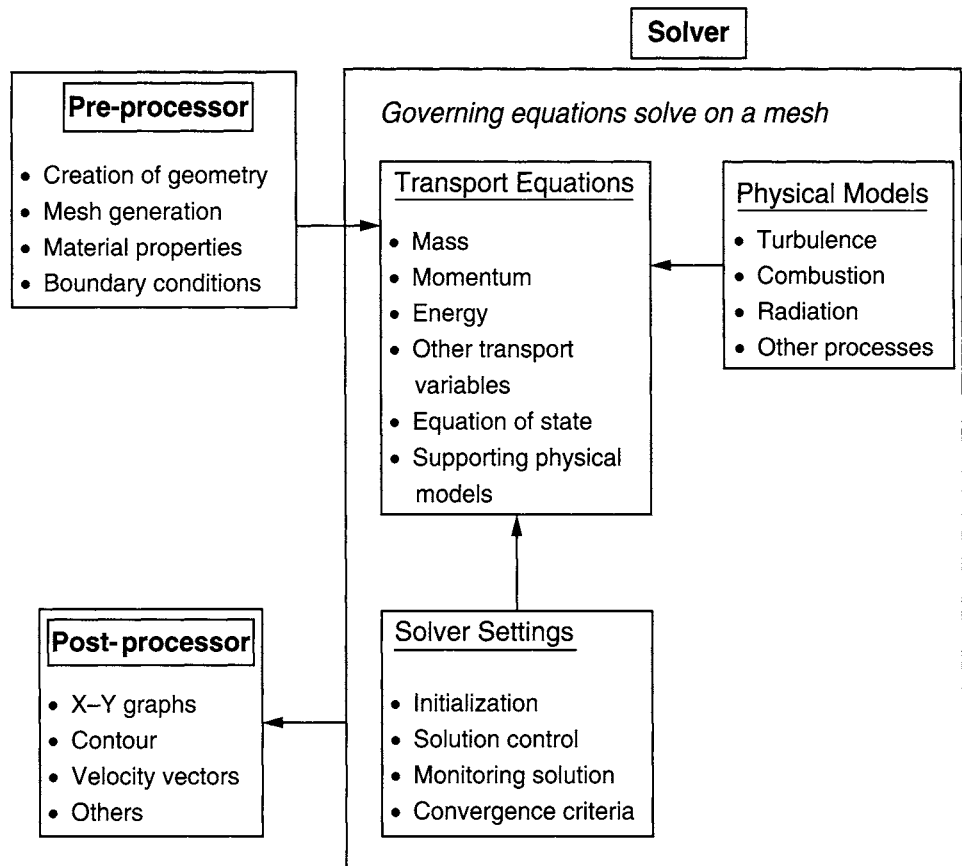 Solver
Pre-processor
• Creation of geometry
• Mesh generation
• Material properties
• Boundary conditions
Governing equations solve on a mesh
Transport Equations
• Mass
• Momentum
• Energy
• Other transport
variables
• Equation of state
• Supporting physical
models
Physical Models
• Turbulence
• Combustion
• Radiation
• Other processes
Post-processor
• X–Y graphs
• Contour
• Velocity vectors
• Others
Solver Settings
• Initialization
• Solution control
• Monitoring solution
• Convergence criteria